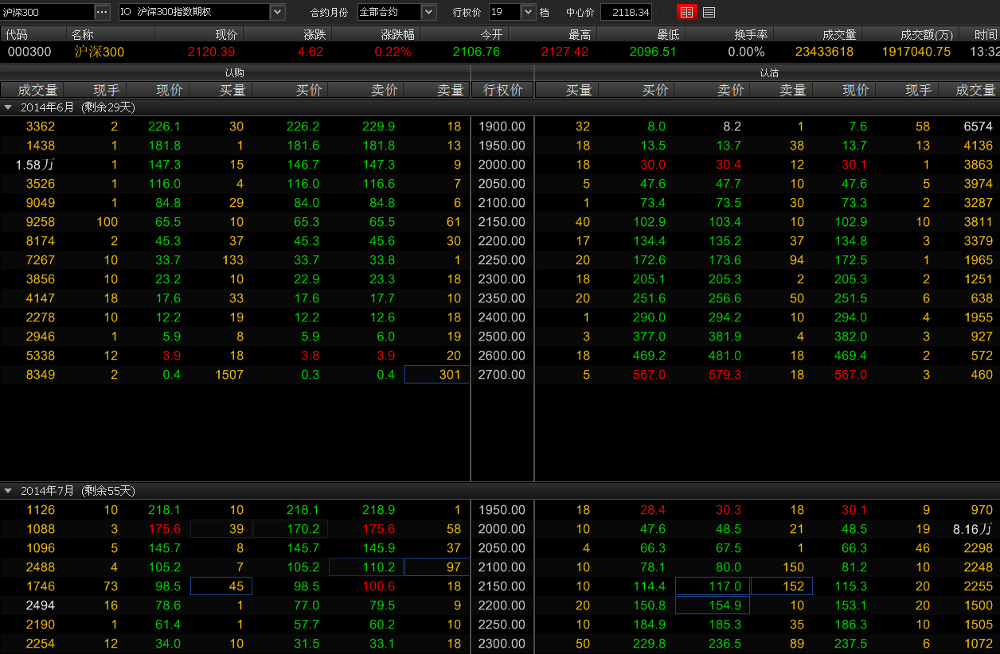 沪深300 ... IO 沪深300指数期权 合约月份 全部合约 行权价 19 档 中心价 2118.34
代码 名称 现价 涨跌 涨跌幅 今开 最高 最低 换手率 成交量 成交额(万) 时间
000300 沪深300 2120.39 4.62 0.22% 2106.76 2127.42 2096.51 0.00% 23433618 1917040.75
认购 认沽
成交量 现手 现价 买量 买价 卖价 卖量 行权价 买量 买价 卖价 卖量 现价 现手 成交量
2014年6月 (剩余29天)
3362 2 226.1 30 226.2 229.9 18 1900.00 32 8.0 8.2 1 7.6 58 6574
1438 1 181.8 1 181.6 181.8 13 1950.00 18 13.5 13.7 38 13.7 13 4136
1.58万 1 147.3 15 146.7 147.3 9 2000.00 18 30.0 30.4 12 30.1 1 3863
3526 1 116.0 4 116.0 116.6 7 2050.00 5 47.6 47.7 10 47.6 5 3974
9049 1 84.8 29 84.0 84.8 6 2100.00 1 73.4 73.5 30 73.3 2 3287
9258 100 65.5 10 65.3 65.5 61 2150.00 40 102.9 103.4 10 102.9 10 3811
8174 2 45.3 37 45.3 45.6 30 2200.00 17 134.4 135.2 37 134.8 3 3379
7267 10 33.7 133 33.7 33.8 1 2250.00 20 172.6 173.6 94 172.5 1 1965
3856 10 23.2 10 22.9 23.3 18 2300.00 18 205.1 205.3 2 205.3 2 1251
4147 18 17.6 33 17.6 17.7 10 2350.00 20 251.6 256.6 50 251.5 6 638
2278 10 12.2 19 12.2 12.6 18 2400.00 1 290.0 294.2 10 294.0 4 1955
2946 1 5.9 8 5.9 6.0 19 2500.00 3 377.0 381.9 4 382.0 3 927
5338 12 3.9 18 3.8 3.9 20 2600.00 18 469.2 481.0 18 469.4 2 572
8349 2 0.4 1507 0.3 0.4 301 2700.00 5 567.0 579.3 18 567.0 3 460
2014年7月 (剩余55天)
1126 10 218.1 10 218.1 218.9 1 1950.00 18 28.4 30.3 18 30.1 9 970
1088 3 175.6 39 170.2 175.6 58 2000.00 10 47.6 48.5 21 48.5 19 8.16万
1096 5 145.7 8 145.7 145.9 37 2050.00 4 66.3 67.5 1 66.3 46 2298
2488 4 105.2 7 105.2 110.2 97 2100.00 10 78.1 80.0 150 81.2 10 2248
1746 73 98.5 45 98.5 100.6 18 2150.00 10 114.4 117.0 152 115.3 20 2255
2494 16 78.6 1 77.0 79.5 9 2200.00 20 150.8 154.9 10 153.1 20 1500
2190 1 61.4 1 57.7 60.2 10 2250.00 10 184.9 185.3 35 186.3 10 1505
2254 12 34.0 10 31.5 33.1 18 2300.00 50 229.8 236.5 89 237.5 6 1072